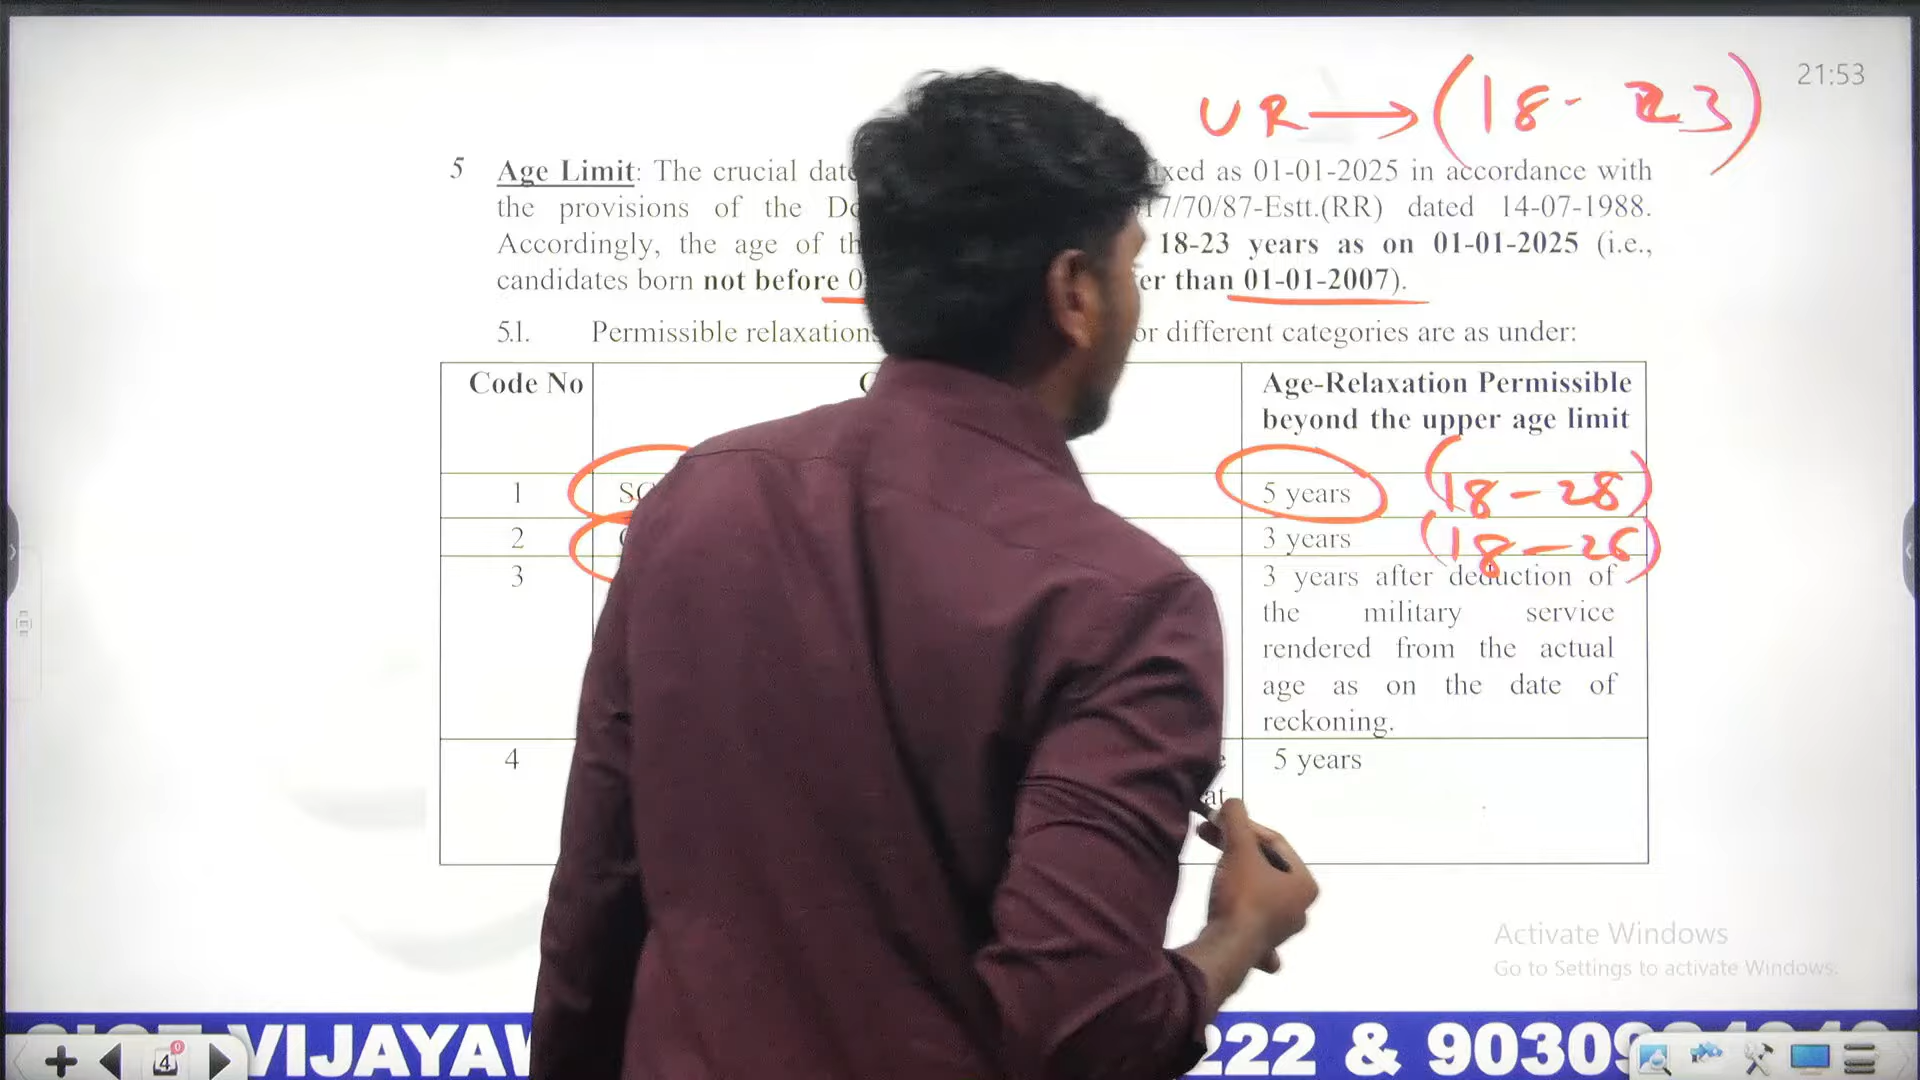 UR → (18 - 23)
21:53
5 Age Limit: The crucial date xed as 01-01-2025 in accordance with
the provisions of the 17/70/87-Estt.(RR) dated 14-07-1988.
Accordingly, the age of 18-23 years as on 01-01-2025 (i.e.,
candidates born not before er than 01-01-2007).
5.1. Permissible relaxation or different categories are as under:
Code No Age-Relaxation Permissible
beyond the upper age limit
1 SC 5 years (18 - 28)
2 3 years (18 - 26)
3 3 years after deduction of
the military service
rendered from the actual
age as on the date of
reckoning.
4 5 years
at
Activate Windows
Go to Settings to activate Windows.
VIJAYAW 222 & 9030
4
0